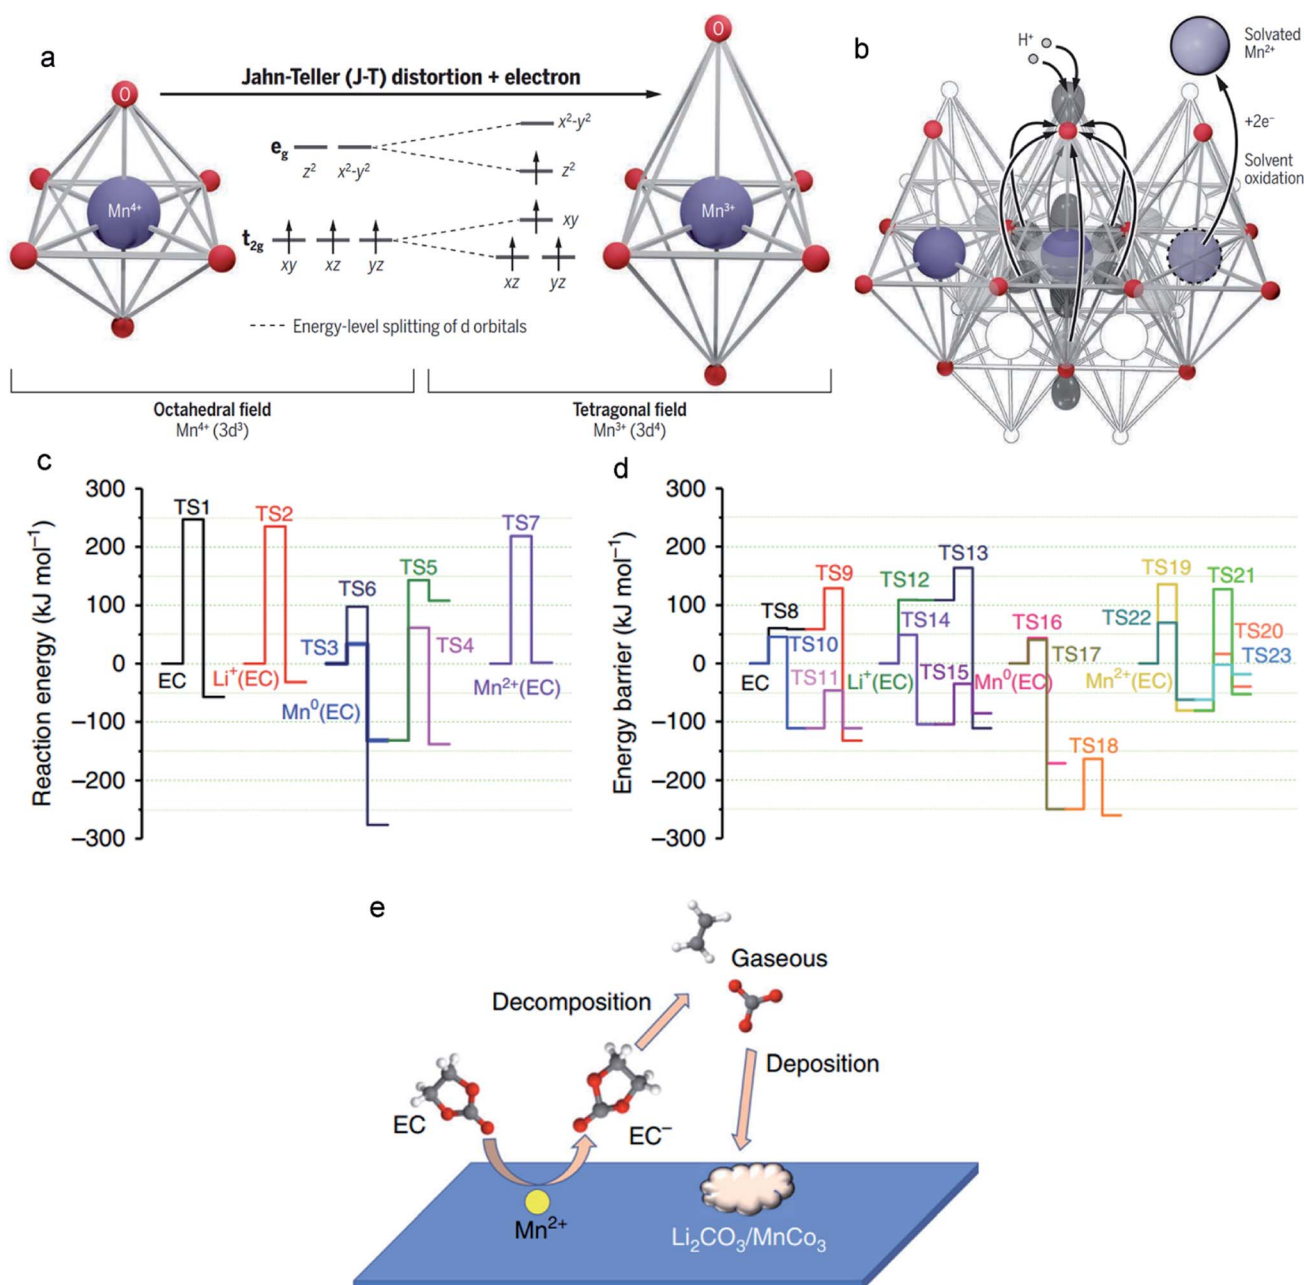 a
Jahn-Teller (J-T) distortion + electron
O
O
Mn⁴⁺
Mn³⁺
e_g
z²
x²-y²
x²-y²
z²
t₂g
xy
xz
yz
xy
xz
yz
---- Energy-level splitting of d orbitals
Octahedral field
Mn⁴⁺ (3d³)
Tetragonal field
Mn³⁺ (3d⁴)
b
H⁺
Solvated
Mn²⁺
+2e⁻
Solvent
oxidation
c
Reaction energy (kJ mol⁻¹)
300
200
100
0
−100
−200
−300
TS1
TS2
TS7
TS6
TS5
TS3
TS4
EC
Li⁺(EC)
Mn⁰(EC)
Mn²⁺(EC)
d
Energy barrier (kJ mol⁻¹)
300
200
100
0
−100
−200
−300
TS13
TS9
TS12
TS19
TS21
TS8
TS14
TS16
TS22
TS20
TS10
TS17
TS23
TS11
TS15
EC
Li⁺(EC)
Mn⁰(EC)
Mn²⁺(EC)
TS18
e
Gaseous
Decomposition
Deposition
EC
EC⁻
Mn²⁺
Li₂CO₃/MnCo₃